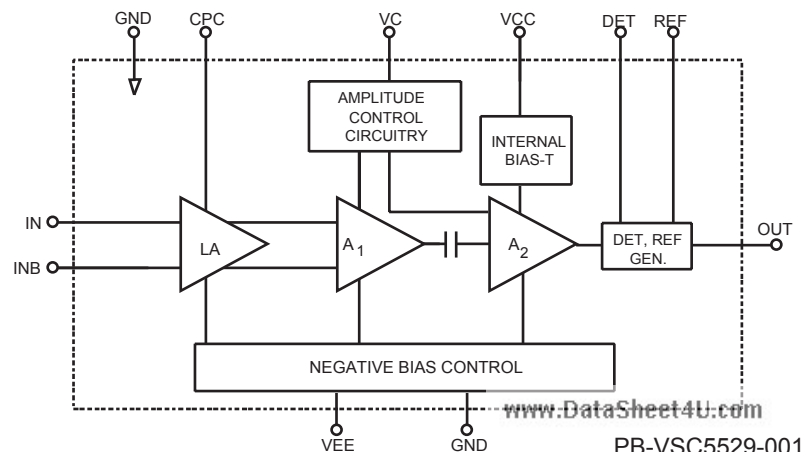 GND CPC VC VCC DET REF
AMPLITUDE
CONTROL
CIRCUITRY
INTERNAL
BIAS-T
IN
INB
LA
A1
A2
DET, REF
GEN.
OUT
NEGATIVE BIAS CONTROL
www.DataSheet4U.com
VEE GND
PB-VSC5529-001